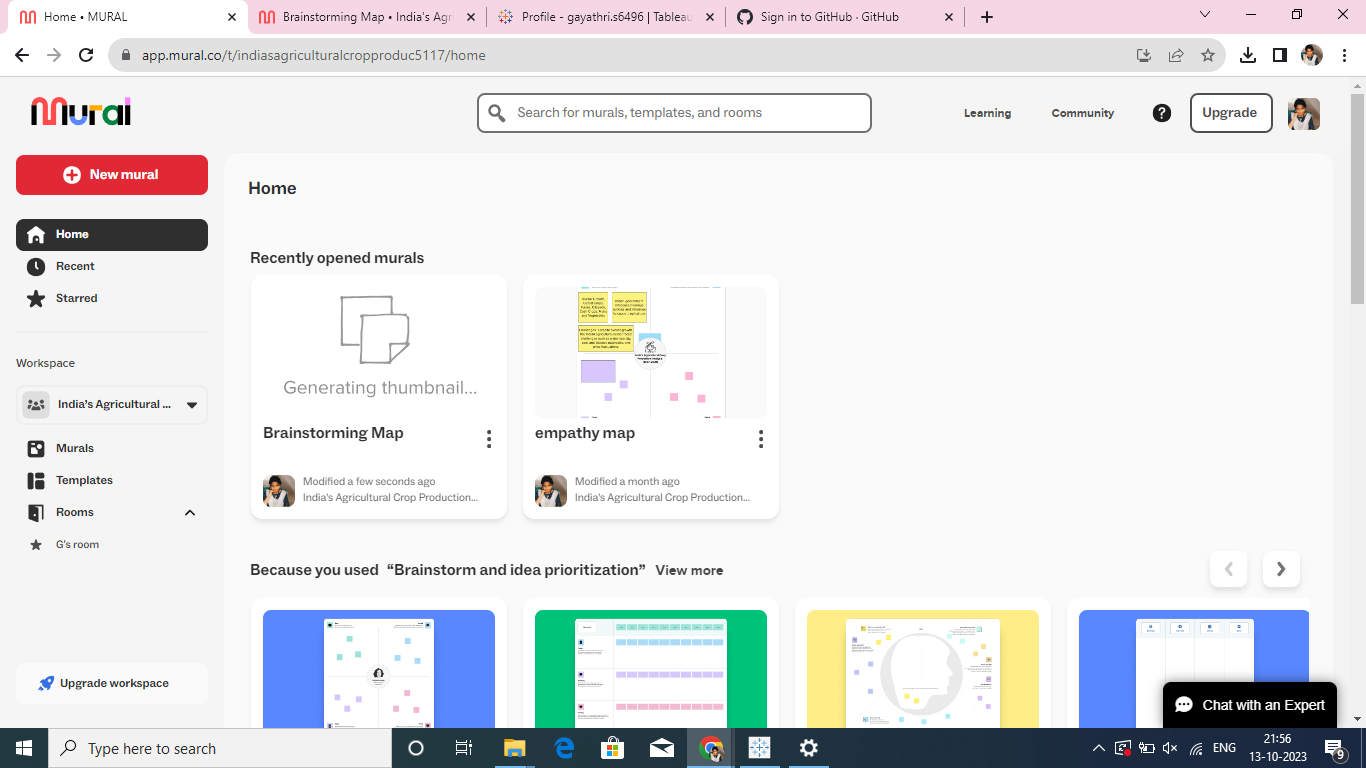 Home • MURAL
Brainstorming Map • India's Agr
Profile - gayathri.s6496 | Tableau
Sign in to GitHub · GitHub
app.mural.co/t/indiasagriculturalcropproduc5117/home
mural
Search for murals, templates, and rooms
Learning
Community
?
Upgrade
New mural
Home
Home
Recent
Starred
Recently opened murals
Generating thumbnail...
Workspace
India's Agricultural ...
Brainstorming Map
empathy map
Murals
Templates
Rooms
G's room
Modified a few seconds ago
India's Agricultural Crop Production...
Modified a month ago
India's Agricultural Crop Production...
Because you used "Brainstorm and idea prioritization" View more
Upgrade workspace
Chat with an Expert
Type here to search
ENG
21:56
13-10-2023
9